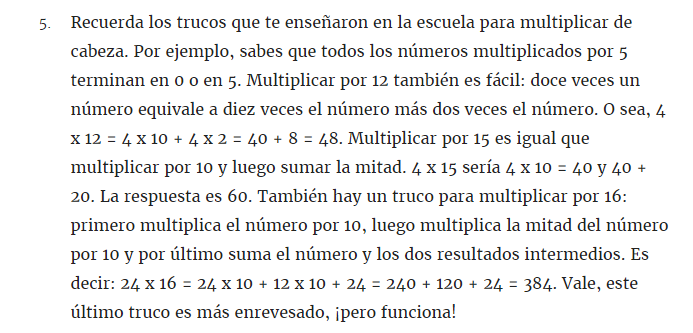 5. Recuerda los trucos que te enseñaron en la escuela para multiplicar de
cabeza. Por ejemplo, sabes que todos los números multiplicados por 5
terminan en 0 o en 5. Multiplicar por 12 también es fácil: doce veces un
número equivale a diez veces el número más dos veces el número. O sea, 4
x 12 = 4 x 10 + 4 x 2 = 40 + 8 = 48. Multiplicar por 15 es igual que
multiplicar por 10 y luego sumar la mitad. 4 x 15 sería 4 x 10 = 40 y 40 +
20. La respuesta es 60. También hay un truco para multiplicar por 16:
primero multiplica el número por 10, luego multiplica la mitad del número
por 10 y por último suma el número y los dos resultados intermedios. Es
decir: 24 x 16 = 24 x 10 + 12 x 10 + 24 = 240 + 120 + 24 = 384. Vale, este
último truco es más enrevesado, ¡pero funciona!